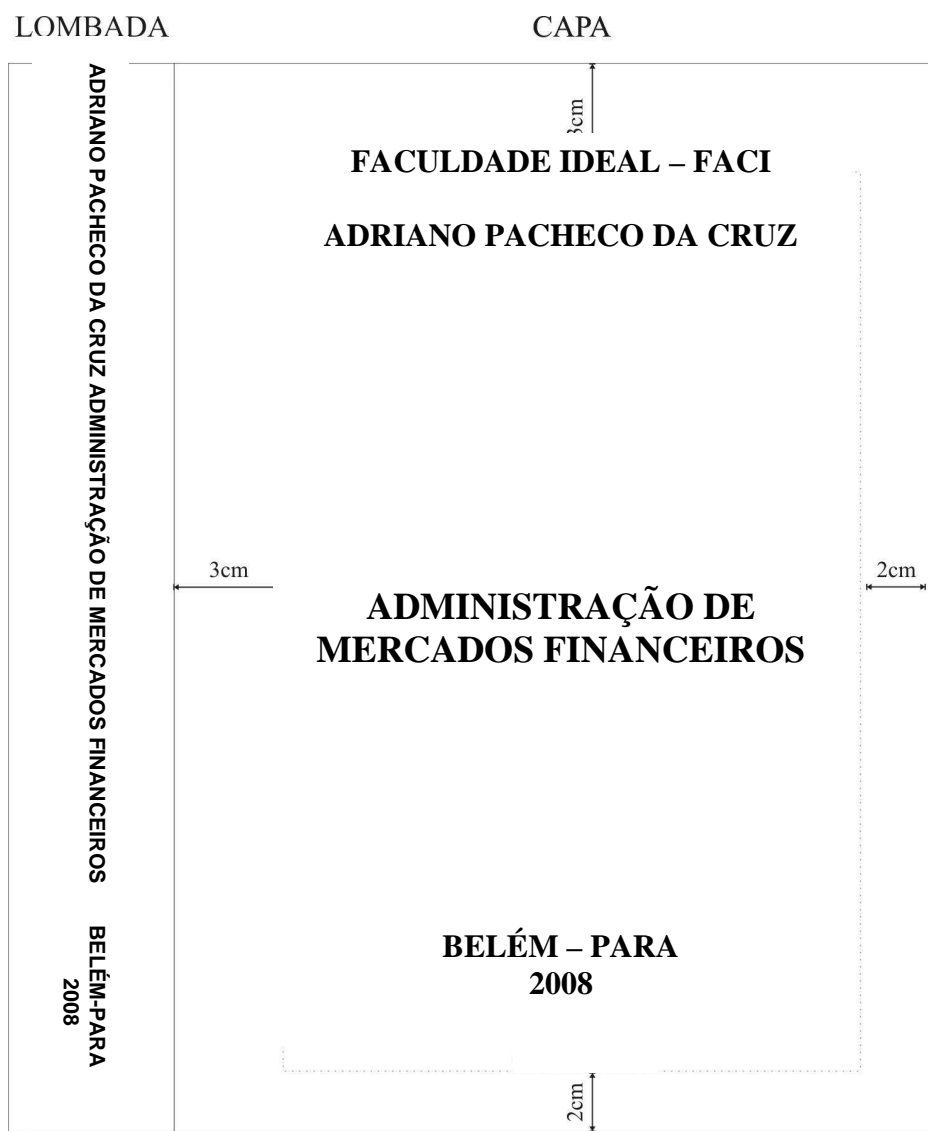 LOMBADA
CAPA
ADRIANO PACHECO DA CRUZ ADMINISTRAÇÃO DE MERCADOS FINANCEIROS BELÉM-PARA
2008
3cm
FACULDADE IDEAL – FACI
ADRIANO PACHECO DA CRUZ
3cm
2cm
ADMINISTRAÇÃO DE
MERCADOS FINANCEIROS
BELÉM – PARA
2008
2cm